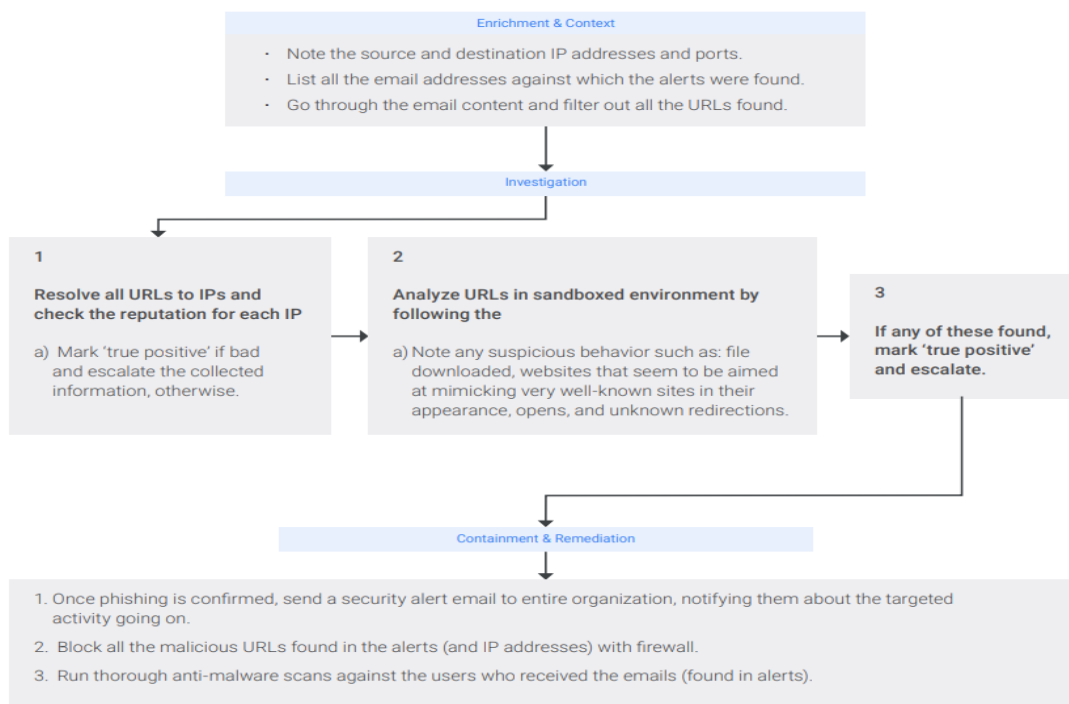 Enrichment & Context
· Note the source and destination IP addresses and ports.
· List all the email addresses against which the alerts were found.
· Go through the email content and filter out all the URLs found.
Investigation
1
Resolve all URLs to IPs and
check the reputation for each IP
a) Mark ‘true positive’ if bad
and escalate the collected
information, otherwise.
2
Analyze URLs in sandboxed environment by
following the
a) Note any suspicious behavior such as: file
downloaded, websites that seem to be aimed
at mimicking very well-known sites in their
appearance, opens, and unknown redirections.
3
If any of these found,
mark ‘true positive’
and escalate.
Containment & Remediation
1. Once phishing is confirmed, send a security alert email to entire organization, notifying them about the targeted
activity going on.
2. Block all the malicious URLs found in the alerts (and IP addresses) with firewall.
3. Run thorough anti-malware scans against the users who received the emails (found in alerts).